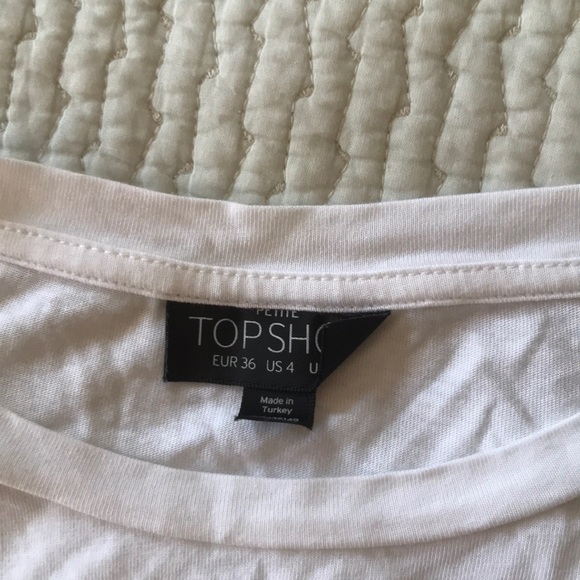 PETITE
TOPSHO
EUR 36 US 4 U
Made in
Turkey